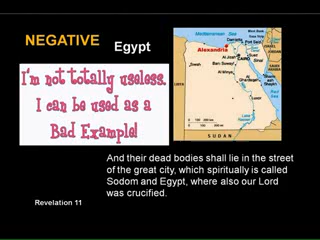 NEGATIVE
Egypt
I'm not totally useless.
I can be used as a
Bad Example!
Mediterranean Sea
Alexandria
CAIRO
SUDAN
And their dead bodies shall lie in the street
of the great city, which spiritually is called
Sodom and Egypt, where also our Lord
was crucified.
Revelation 11